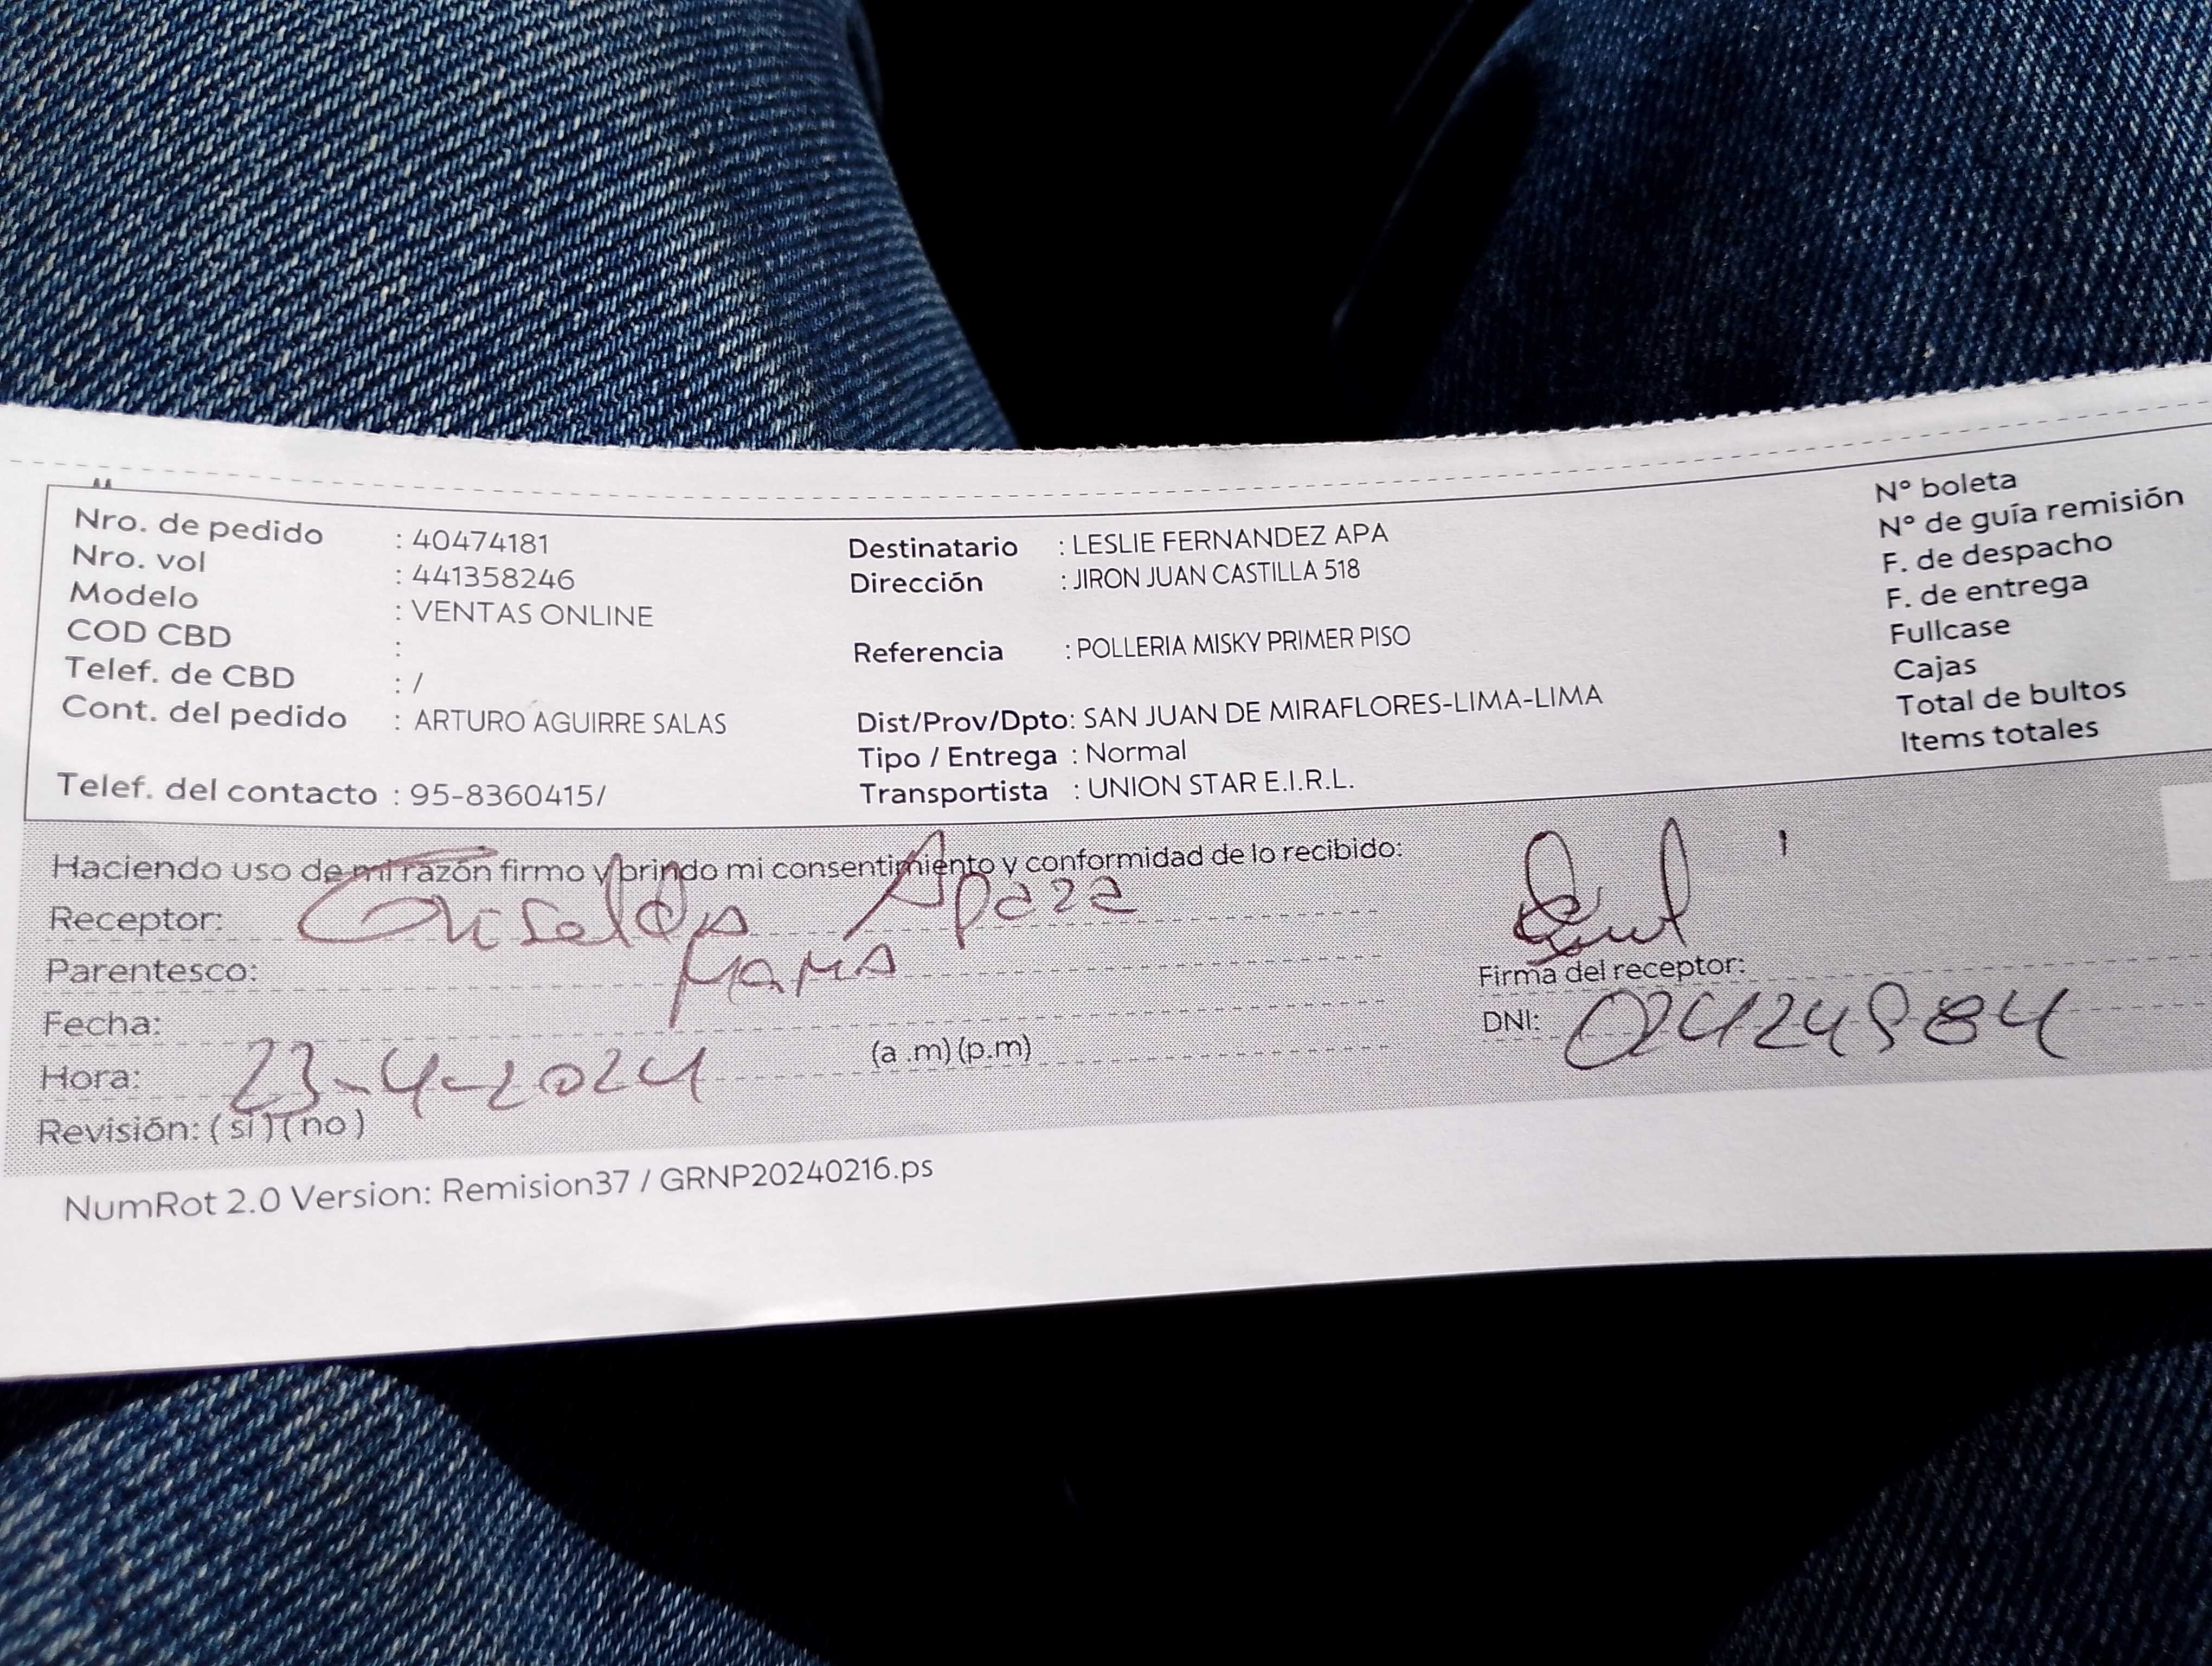 Nro. de pedido : 40474181
Nro. vol : 441358246
Modelo : VENTAS ONLINE
COD CBD :
Telef. de CBD : /
Cont. del pedido : ARTURO AGUIRRE SALAS
Telef. del contacto : 95-8360415/
Destinatario : LESLIE FERNANDEZ APA
Dirección : JIRON JUAN CASTILLA 518
Referencia : POLLERIA MISKY PRIMER PISO
Dist/Prov/Dpto: SAN JUAN DE MIRAFLORES-LIMA-LIMA
Tipo / Entrega : Normal
Transportista : UNION STAR E.I.R.L.
N° boleta
N° de guía remisión
F. de despacho
F. de entrega
Fullcase
Cajas
Total de bultos
Items totales
Haciendo uso de mi razón firmo y brindo mi consentimiento y conformidad de lo recibido:
Receptor: Griselda Apaza
Parentesco: MAMA
Fecha:
Hora: 23-4-2024 (a .m) (p.m)
Revisión: ( si ) ( no )
Firma del receptor:
DNI: 02424984
NumRot 2.0 Version: Remision37 / GRNP20240216.ps